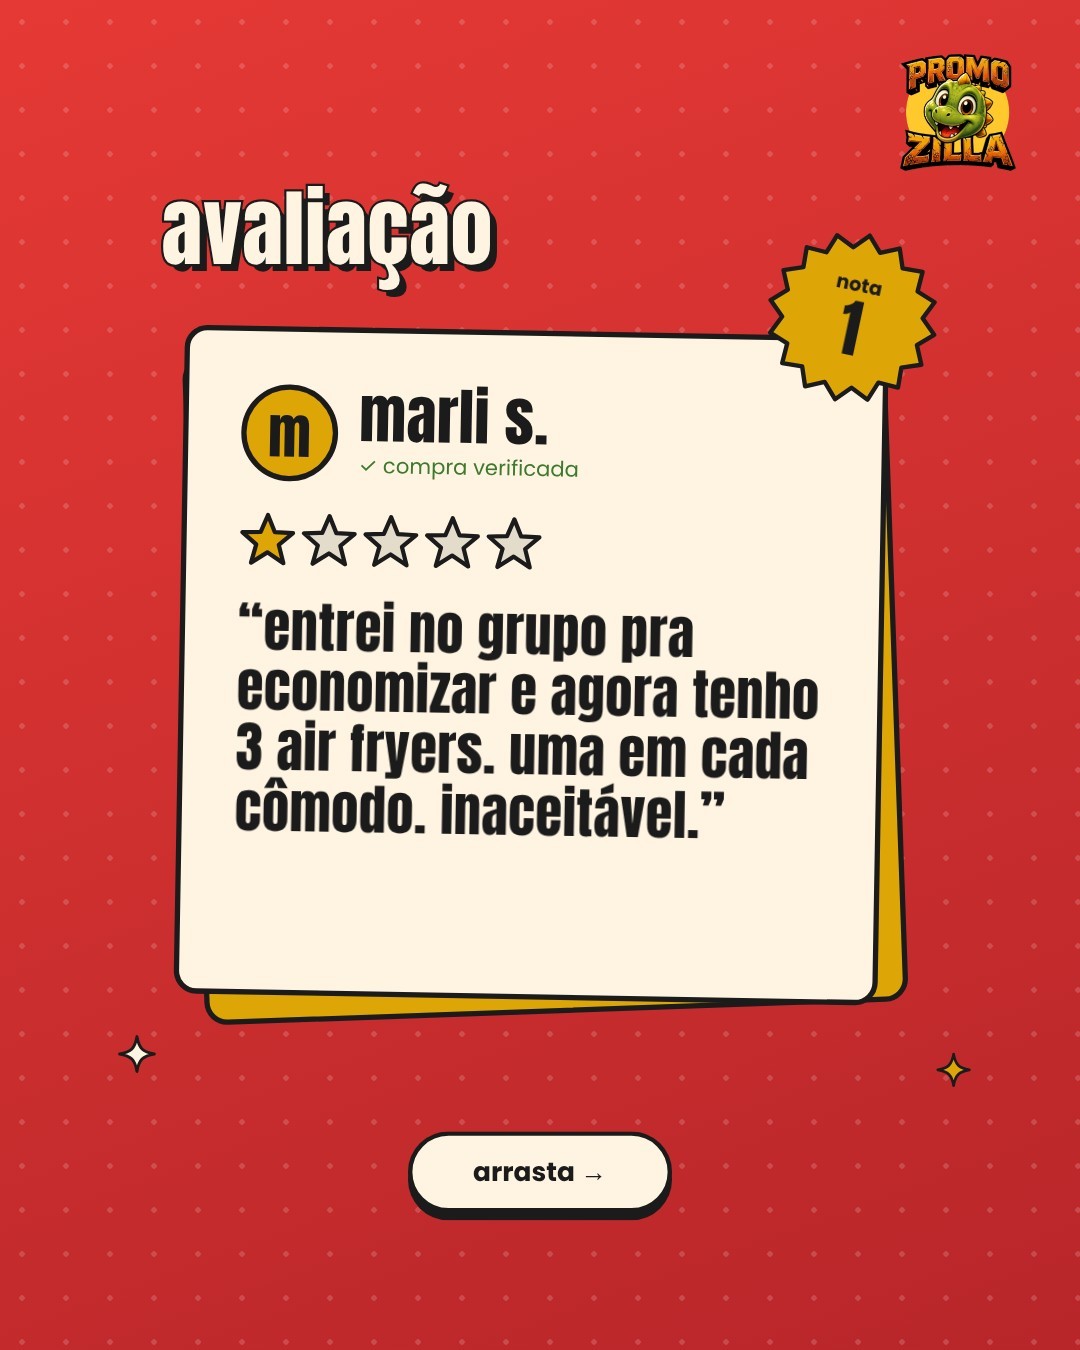 PROMO
ZILLA
avaliação
nota
1
m
marli s.
✓ compra verificada
“entrei no grupo pra
economizar e agora tenho
3 air fryers. uma em cada
cômodo. inaceitável.”
arrasta →